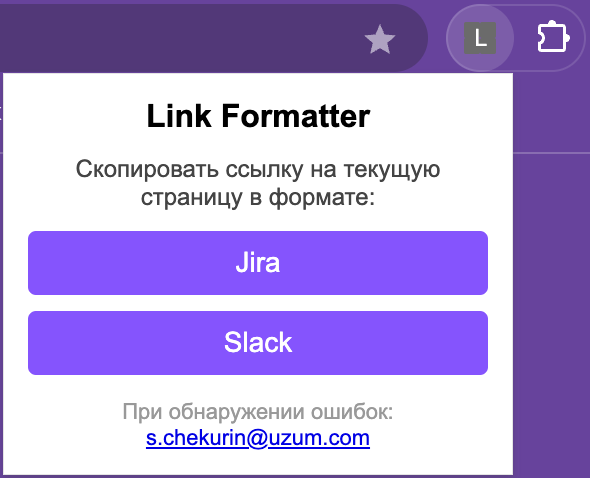 L
Link Formatter
Скопировать ссылку на текущую
страницу в формате:
Jira
Slack
При обнаружении ошибок:
s.chekurin@uzum.com